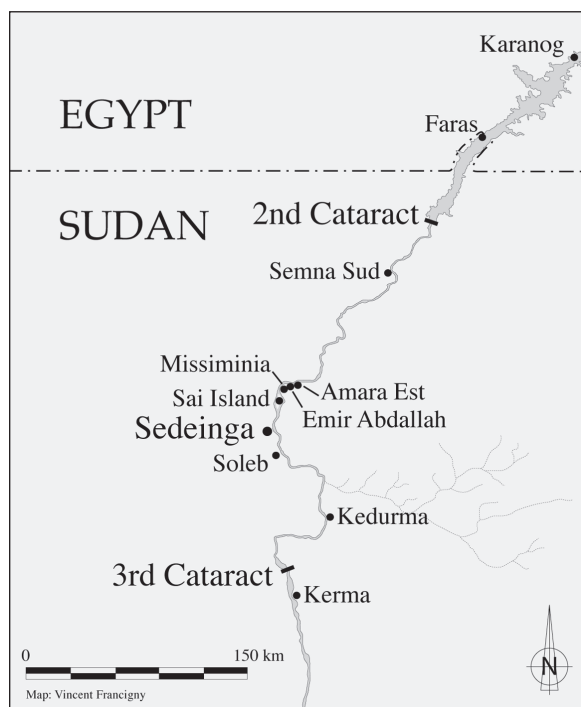 Karanog
EGYPT
Faras
SUDAN
2nd Cataract
Semna Sud
Missiminia
Amara Est
Sai Island
Emir Abdallah
Sedeinga
Soleb
Kedurma
3rd Cataract
Kerma
0 150 km
N
Map: Vincent Francigny